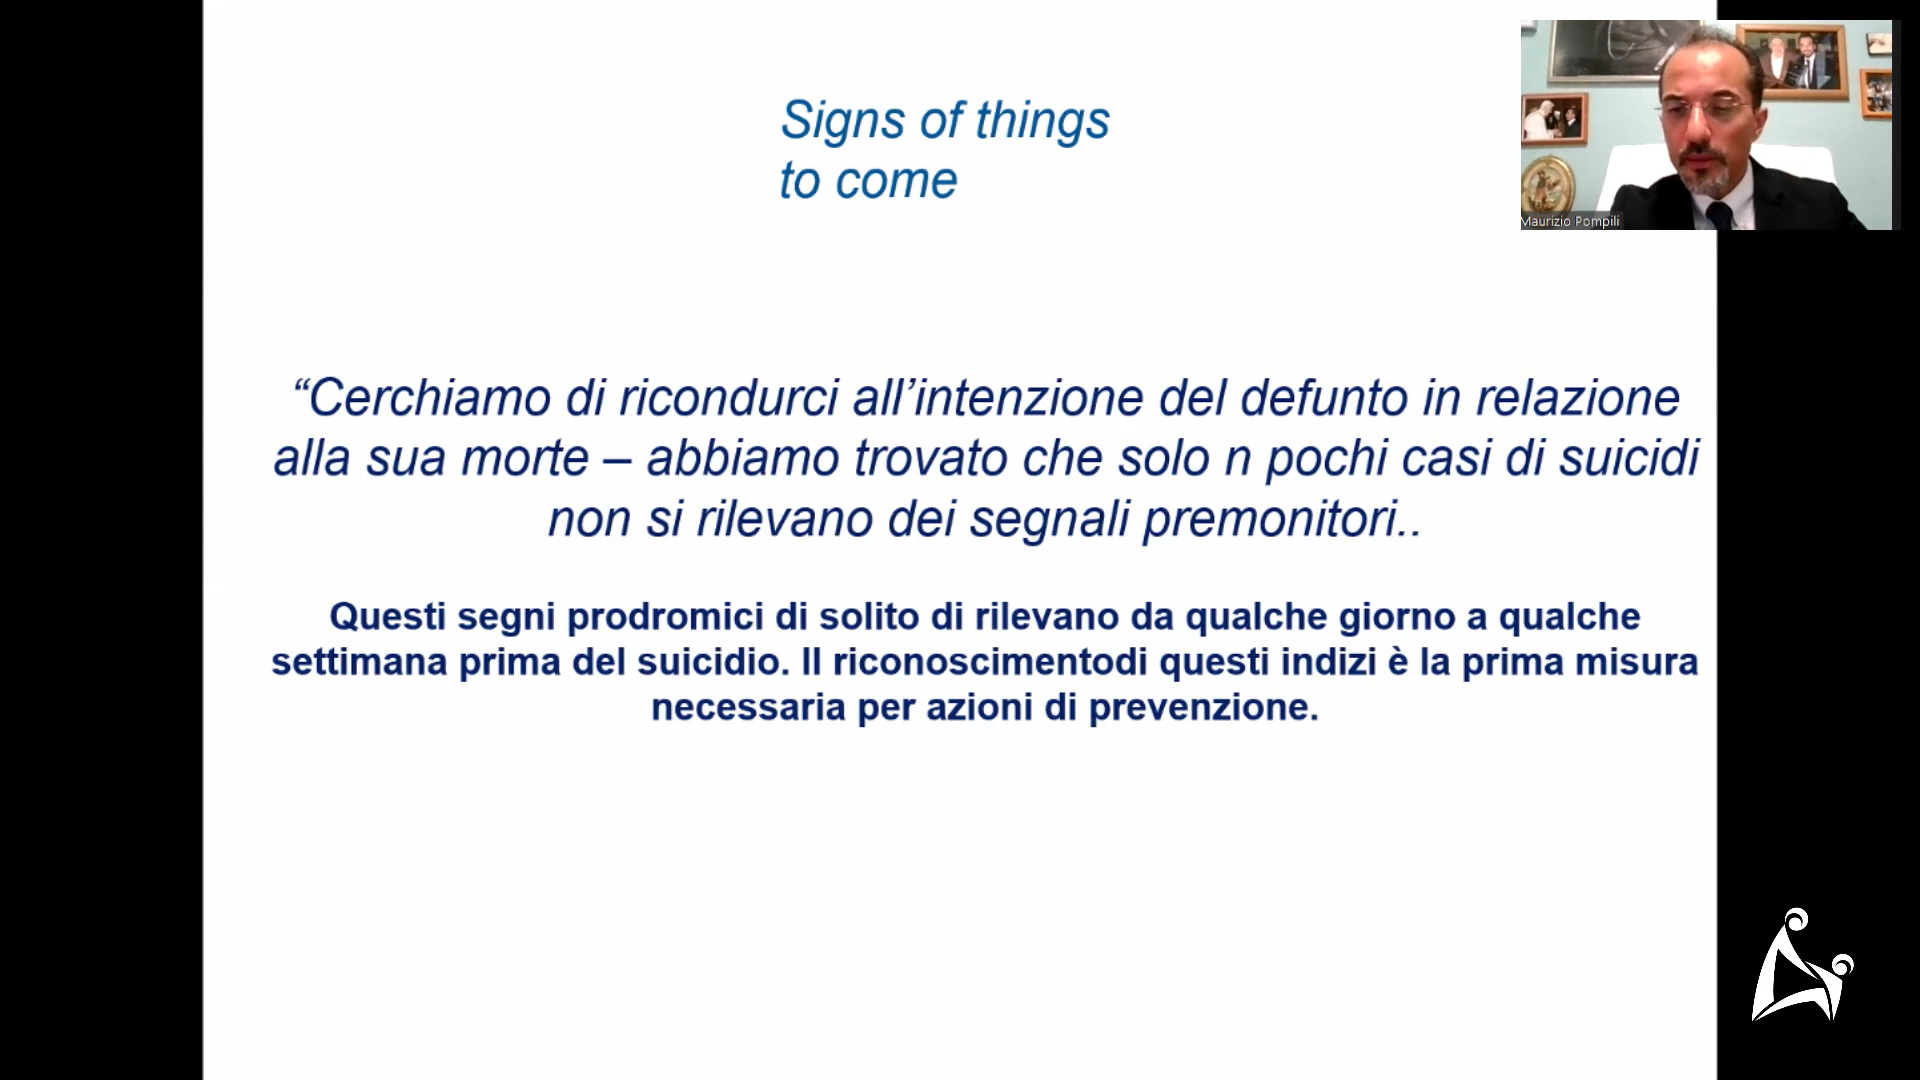 Signs of things
to come
Maurizio Pompili
“Cerchiamo di ricondurci all’intenzione del defunto in relazione
alla sua morte – abbiamo trovato che solo n pochi casi di suicidi
non si rilevano dei segnali premonitori..
Questi segni prodromici di solito di rilevano da qualche giorno a qualche
settimana prima del suicidio. Il riconoscimentodi questi indizi è la prima misura
necessaria per azioni di prevenzione.